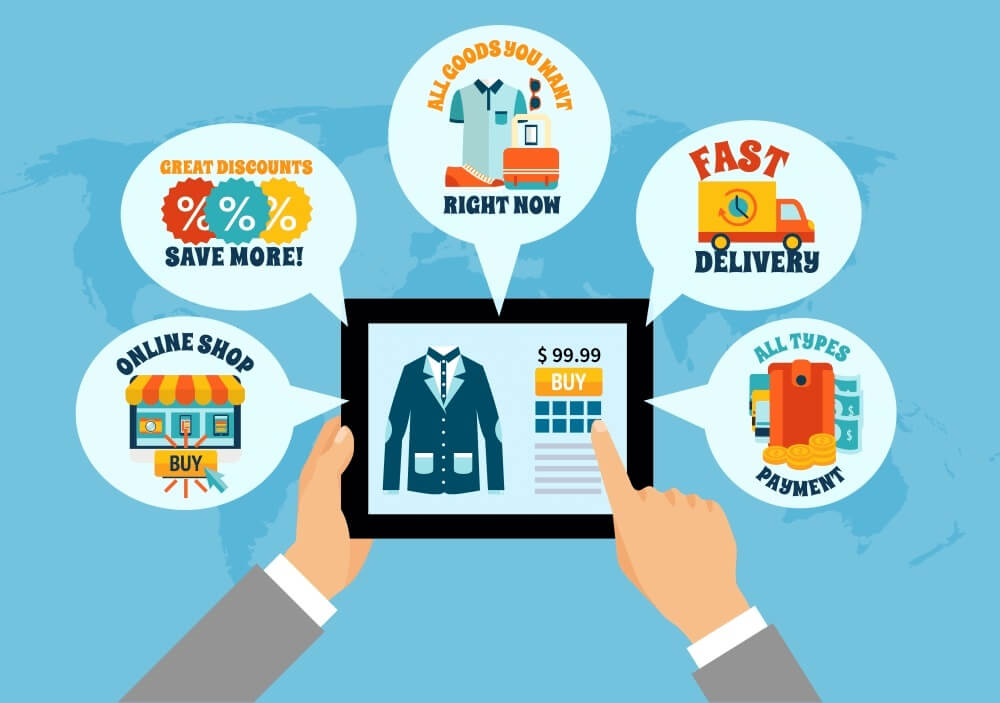 ALL GOODS YOU WANT
RIGHT NOW
GREAT DISCOUNTS
% % %
SAVE MORE!
FAST
DELIVERY
ONLINE SHOP
BUY
$ 99.99
BUY
ALL TYPES
$
$
PAYMENT